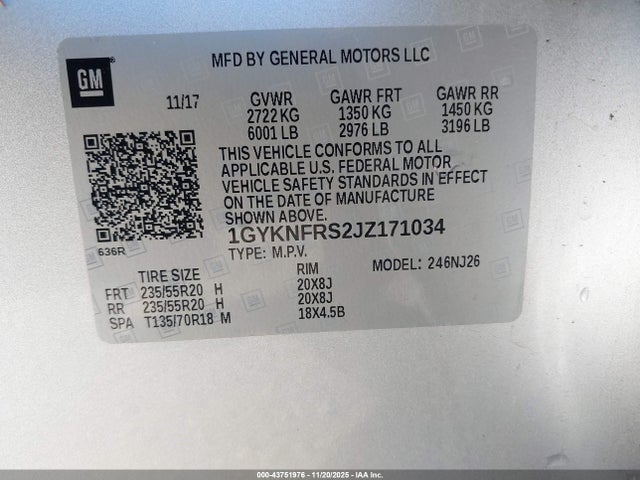 GM
MFD BY GENERAL MOTORS LLC
11/17 GVWR GAWR FRT GAWR RR
2722 KG 1350 KG 1450 KG
6001 LB 2976 LB 3196 LB
THIS VEHICLE CONFORMS TO ALL
APPLICABLE U.S. FEDERAL MOTOR
VEHICLE SAFETY STANDARDS IN EFFECT
ON THE DATE OF MANUFACTURE
SHOWN ABOVE.
1GYKNFRS2JZ171034
636R
TYPE: M.P.V. MODEL: 246NJ26
TIRE SIZE RIM
FRT 235/55R20 H 20X8J
RR 235/55R20 H 20X8J
SPA T135/70R18 M 18X4.5B
000-43751976 - 11/20/2025 - IAA Inc.